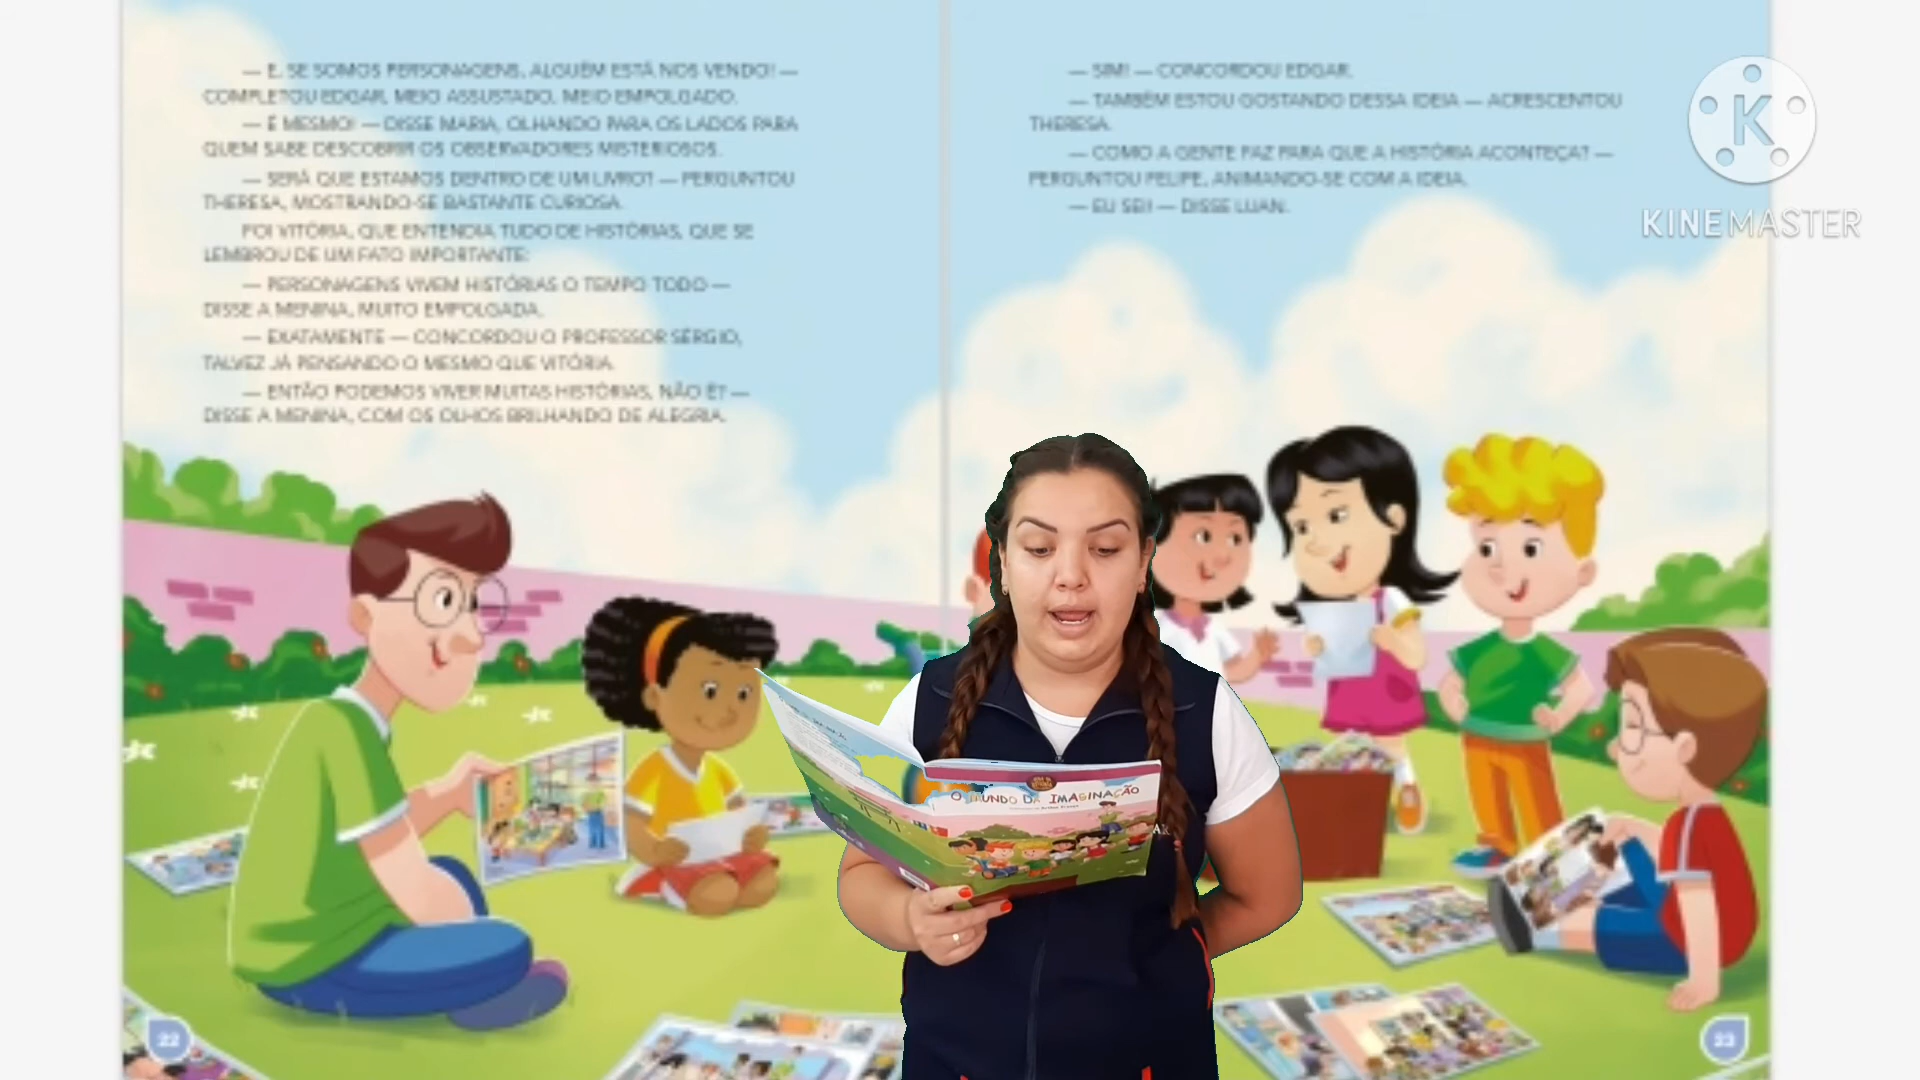 — E, SE SOMOS PERSONAGENS, ALGUÉM ESTÁ NOS VENDO! —
COMPLETOU EDGAR, MEIO ASSUSTADO, MEIO EMPOLGADO.
— É MESMO! — DISSE MARIA, OLHANDO PARA OS LADOS PARA
QUEM SABE DESCOBRIR OS OBSERVADORES MISTERIOSOS.
— SERÁ QUE ESTAMOS DENTRO DE UM LIVRO? — PERGUNTOU
THERESA, MOSTRANDO-SE BASTANTE CURIOSA.
FOI VITÓRIA, QUE ENTENDIA TUDO DE HISTÓRIAS, QUE SE
LEMBROU DE UM FATO IMPORTANTE:
— PERSONAGENS VIVEM HISTÓRIAS O TEMPO TODO —
DISSE A MENINA, MUITO EMPOLGADA.
— EXATAMENTE — CONCORDOU O PROFESSOR SÉRGIO,
TALVEZ JÁ PENSANDO O MESMO QUE VITÓRIA.
— ENTÃO PODEMOS VIVER MUITAS HISTÓRIAS, NÃO É? —
DISSE A MENINA, COM OS OLHOS BRILHANDO DE ALEGRIA.
22
— SIM! — CONCORDOU EDGAR.
— TAMBÉM ESTOU GOSTANDO DESSA IDEIA — ACRESCENTOU
THERESA.
— COMO A GENTE FAZ PARA QUE A HISTÓRIA ACONTEÇA? —
PERGUNTOU FELIPE, ANIMANDO-SE COM A IDEIA.
— EU SEI! — DISSE LUAN.
23
K
KINEMASTER
O MUNDO DA IMAGINAÇÃO